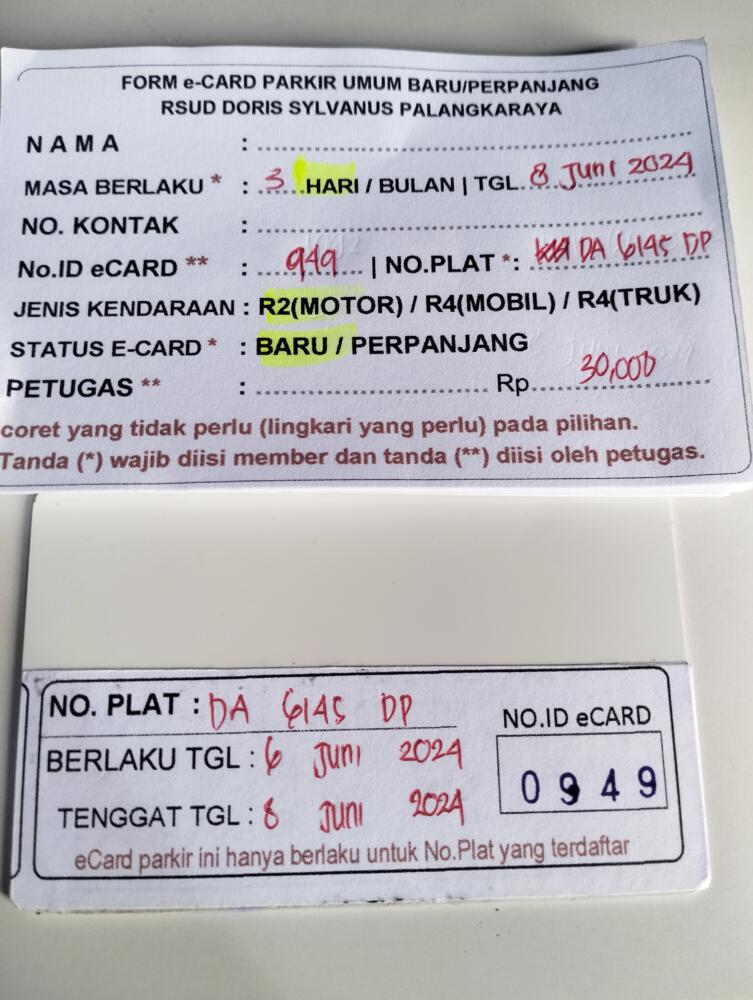 FORM e-CARD PARKIR UMUM BARU/PERPANJANG
RSUD DORIS SYLVANUS PALANGKARAYA
NAMA :
MASA BERLAKU * : 3 HARI / BULAN | TGL. 8 Juni 2024
NO. KONTAK :
No.ID eCARD ** : 949 | NO.PLAT *: DA 6145 DP
JENIS KENDARAAN : R2(MOTOR) / R4(MOBIL) / R4(TRUK)
STATUS E-CARD * : BARU / PERPANJANG
PETUGAS ** : Rp. 30,000
coret yang tidak perlu (lingkari yang perlu) pada pilihan.
Tanda (*) wajib diisi member dan tanda (**) diisi oleh petugas.
NO. PLAT : DA 6145 DP
NO.ID eCARD
BERLAKU TGL : 6 Juni 2024
0949
TENGGAT TGL : 8 Juni 2024
eCard parkir ini hanya berlaku untuk No.Plat yang terdaftar